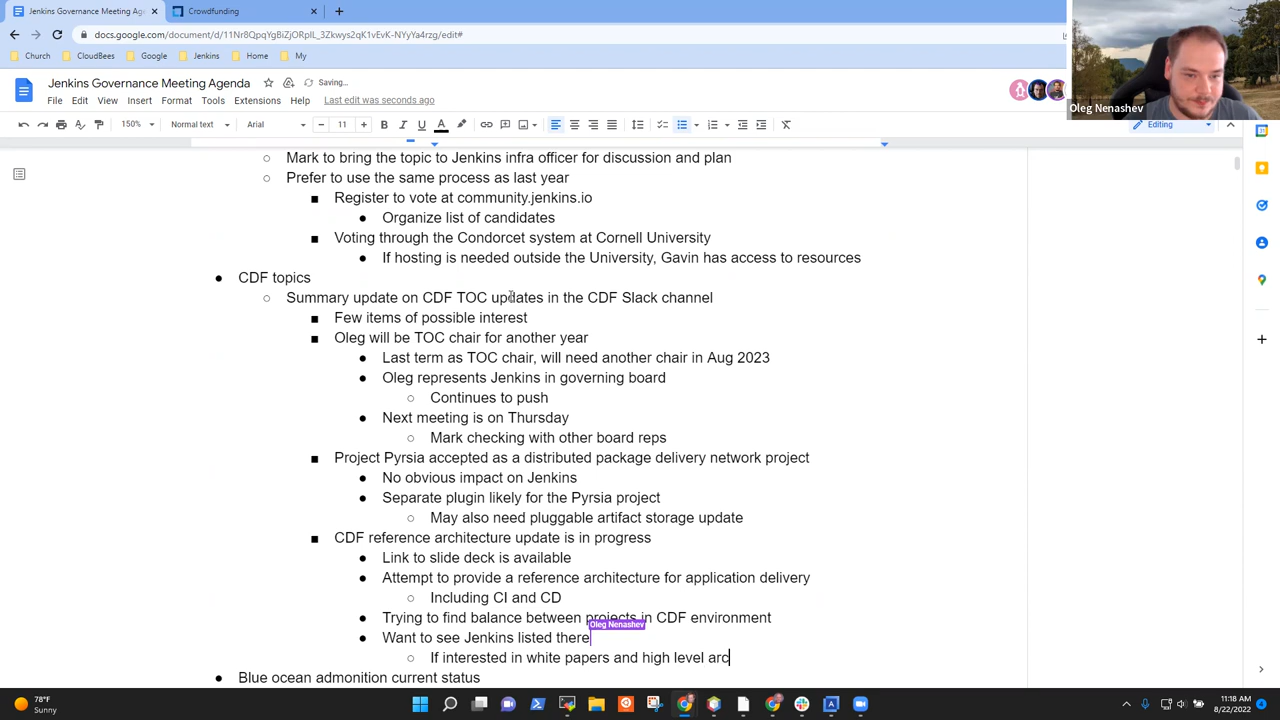 Jenkins Governance Meeting Agenda
Crowdfunding
docs.google.com/document/d/11Nr8QpqYgBiZjORplL_3Zkwys2qK1vEvK-NYyYa4rzg/edit#
Church
CloudBees
Google
Jenkins
Home
My
Jenkins Governance Meeting Agenda
Saving...
File Edit View Insert Format Tools Extensions Help Last edit was seconds ago
Oleg Nenashev
150% Normal text Arial 11
Editing
Mark to bring the topic to Jenkins infra officer for discussion and plan
Prefer to use the same process as last year
Register to vote at community.jenkins.io
Organize list of candidates
Voting through the Condorcet system at Cornell University
If hosting is needed outside the University, Gavin has access to resources
CDF topics
Summary update on CDF TOC updates in the CDF Slack channel
Few items of possible interest
Oleg will be TOC chair for another year
Last term as TOC chair, will need another chair in Aug 2023
Oleg represents Jenkins in governing board
Continues to push
Next meeting is on Thursday
Mark checking with other board reps
Project Pyrsia accepted as a distributed package delivery network project
No obvious impact on Jenkins
Separate plugin likely for the Pyrsia project
May also need pluggable artifact storage update
CDF reference architecture update is in progress
Link to slide deck is available
Attempt to provide a reference architecture for application delivery
Including CI and CD
Trying to find balance between projects in CDF environment
Oleg Nenashev
Want to see Jenkins listed there
If interested in white papers and high level arc
Blue ocean admonition current status
78°F
Sunny
11:18 AM
8/22/2022